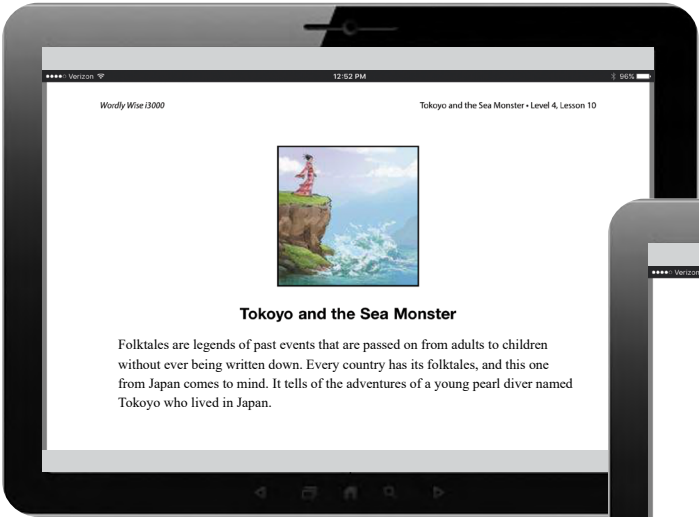 Verizon
12:52 PM
96%
Wordly Wise i3000
Tokoyo and the Sea Monster • Level 4, Lesson 10
Tokoyo and the Sea Monster
Folktales are legends of past events that are passed on from adults to children
without ever being written down. Every country has its folktales, and this one
from Japan comes to mind. It tells of the adventures of a young pearl diver named
Tokoyo who lived in Japan.
Verizon